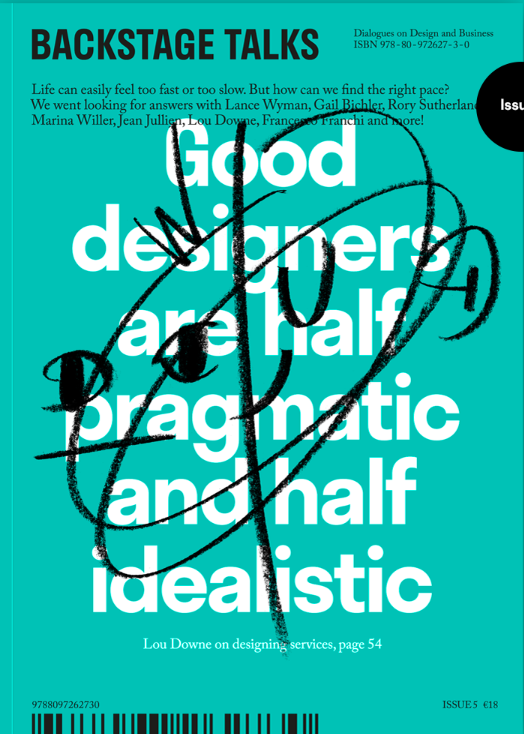 BACKSTAGE TALKS
Dialogues on Design and Business
ISBN 978-80-972627-3-0
Life can easily feel too fast or too slow. But how can we find the right pace?
We went looking for answers with Lance Wyman, Gail Bichler, Rory Sutherland
Marina Willer, Jean Jullien, Lou Downe, Francesco Franchi and more!
Good
designers
are half
pragmatic
and half
idealistic
Lou Downe on designing services, page 54
9788097262730
ISSUE 5 €18